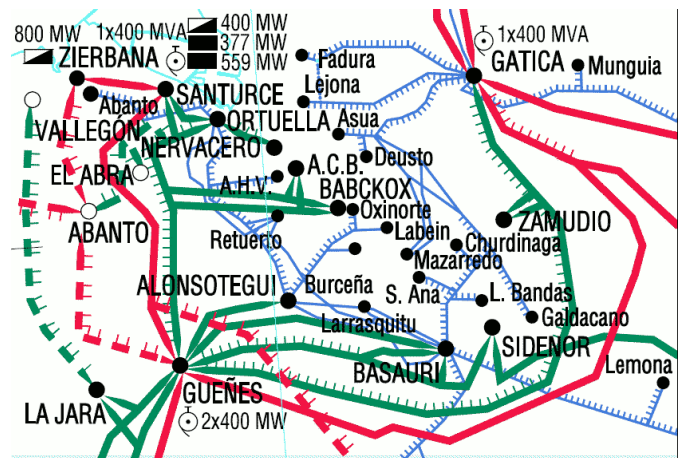 400 MW
800 MW 1x400 MVA 377 MW
559 MW
1x400 MVA
ZIERBANA
Fadura
GATICA
Munguia
Abanto
SANTURCE
Lejona
VALLEGÓN
ORTUELLA
Asua
NERVACERO
Deusto
EL ABRA
A.C.B.
A.H.V.
BABCKOX
Oxinorte
ABANTO
Retuerto
Labein
ZAMUDIO
Churdinaga
Mazarredo
ALONSOTEGUI
Burceña
S. Ana
L. Bandas
Larrasquitu
Galdacano
SIDEÑOR
BASAURI
Lemona
GUEÑES
LA JARA
2x400 MW